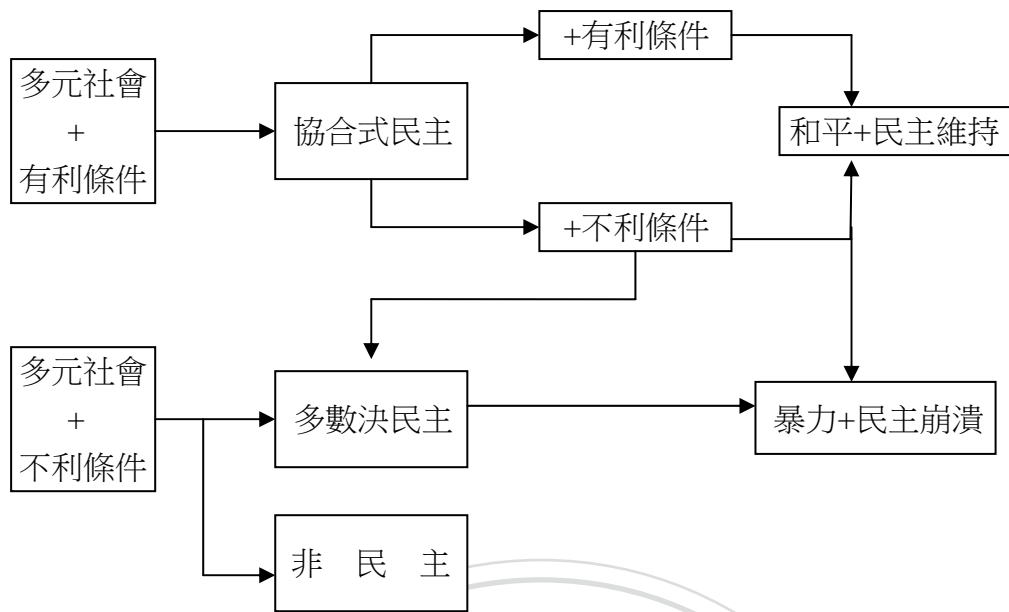 +有利條件
多元社會
+
有利條件
協合式民主
和平+民主維持
+不利條件
多元社會
+
不利條件
多數決民主
暴力+民主崩潰
非 民 主